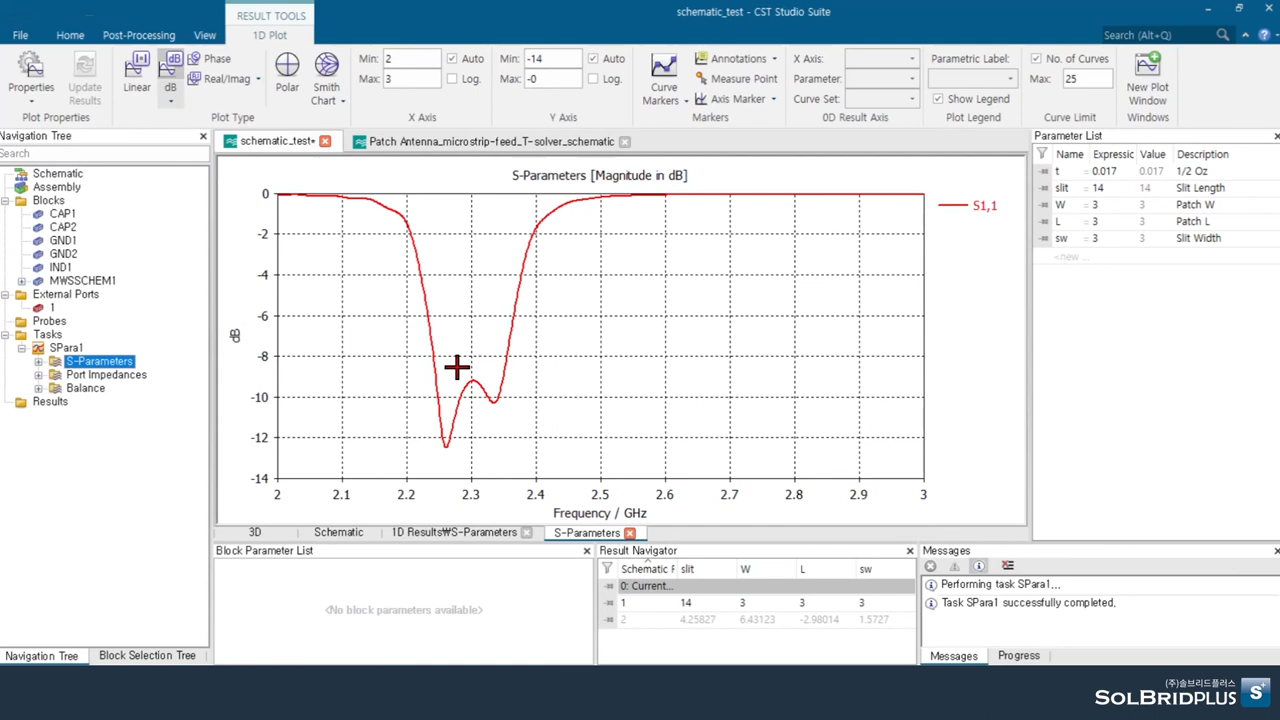 RESULT TOOLS
schematic_test - CST Studio Suite
File Home Post-Processing View 1D Plot Search (Alt+Q)
Properties
Update Results
Plot Properties
Linear
dB
Phase
Real/Imag
Polar
Smith Chart
Plot Type
Min: 2 Auto
Max: 3 Log.
X Axis
Min: -14 Auto
Max: -0 Log.
Y Axis
Curve Markers
Annotations
Measure Point
Axis Marker
Markers
X Axis:
Parameter:
Curve Set:
0D Result Axis
Parametric Label:
Show Legend
Plot Legend
No. of Curves
Max: 25
Curve Limit
New Plot Window
Windows
Navigation Tree
Search
Schematic
Assembly
Blocks
CAP1
CAP2
GND1
GND2
IND1
MWSSCHEM1
External Ports
1
Probes
Tasks
SPara1
S-Parameters
Port Impedances
Balance
Results
Navigation Tree Block Selection Tree
schematic_test* Patch Antenna_microstrip-feed_T-solver_schematic
S-Parameters [Magnitude in dB]
S1,1
0
-2
-4
-6
-8
-10
-12
-14
dB
2 2.1 2.2 2.3 2.4 2.5 2.6 2.7 2.8 2.9 3
Frequency / GHz
3D Schematic 1D Results₩S-Parameters S-Parameters
Parameter List
Name Expressic Value Description
t = 0.017 0.017 1/2 Oz
slit = 14 14 Slit Length
W = 3 3 Patch W
L = 3 3 Patch L
sw = 3 3 Slit Width
<new ...
Block Parameter List
<No block parameters available>
Result Navigator
Schematic F slit W L sw
0: Current...
1 14 3 3 3
2 4,25827 6,43123 -2,98014 1,5727
Messages
Performing task SPara1...
Task SPara1 successfully completed,
Messages Progress
(주)솔브리드플러스
SOLBRIDPLUS S+